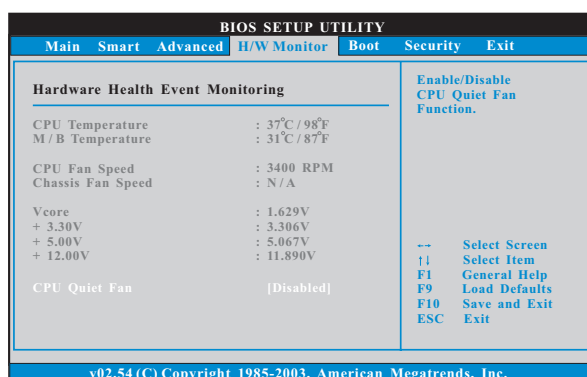 BIOS SETUP UTILITY
Main Smart Advanced H/W Monitor Boot Security Exit
Hardware Health Event Monitoring
CPU Temperature : 37°C / 98°F
M / B Temperature : 31°C / 87°F
CPU Fan Speed : 3400 RPM
Chassis Fan Speed : N / A
Vcore : 1.629V
+ 3.30V : 3.306V
+ 5.00V : 5.067V
+ 12.00V : 11.890V
CPU Quiet Fan [Disabled]
Enable/Disable
CPU Quiet Fan
Function.
←→ Select Screen
↑↓ Select Item
F1 General Help
F9 Load Defaults
F10 Save and Exit
ESC Exit
v02.54 (C) Copyright 1985-2003, American Megatrends, Inc.